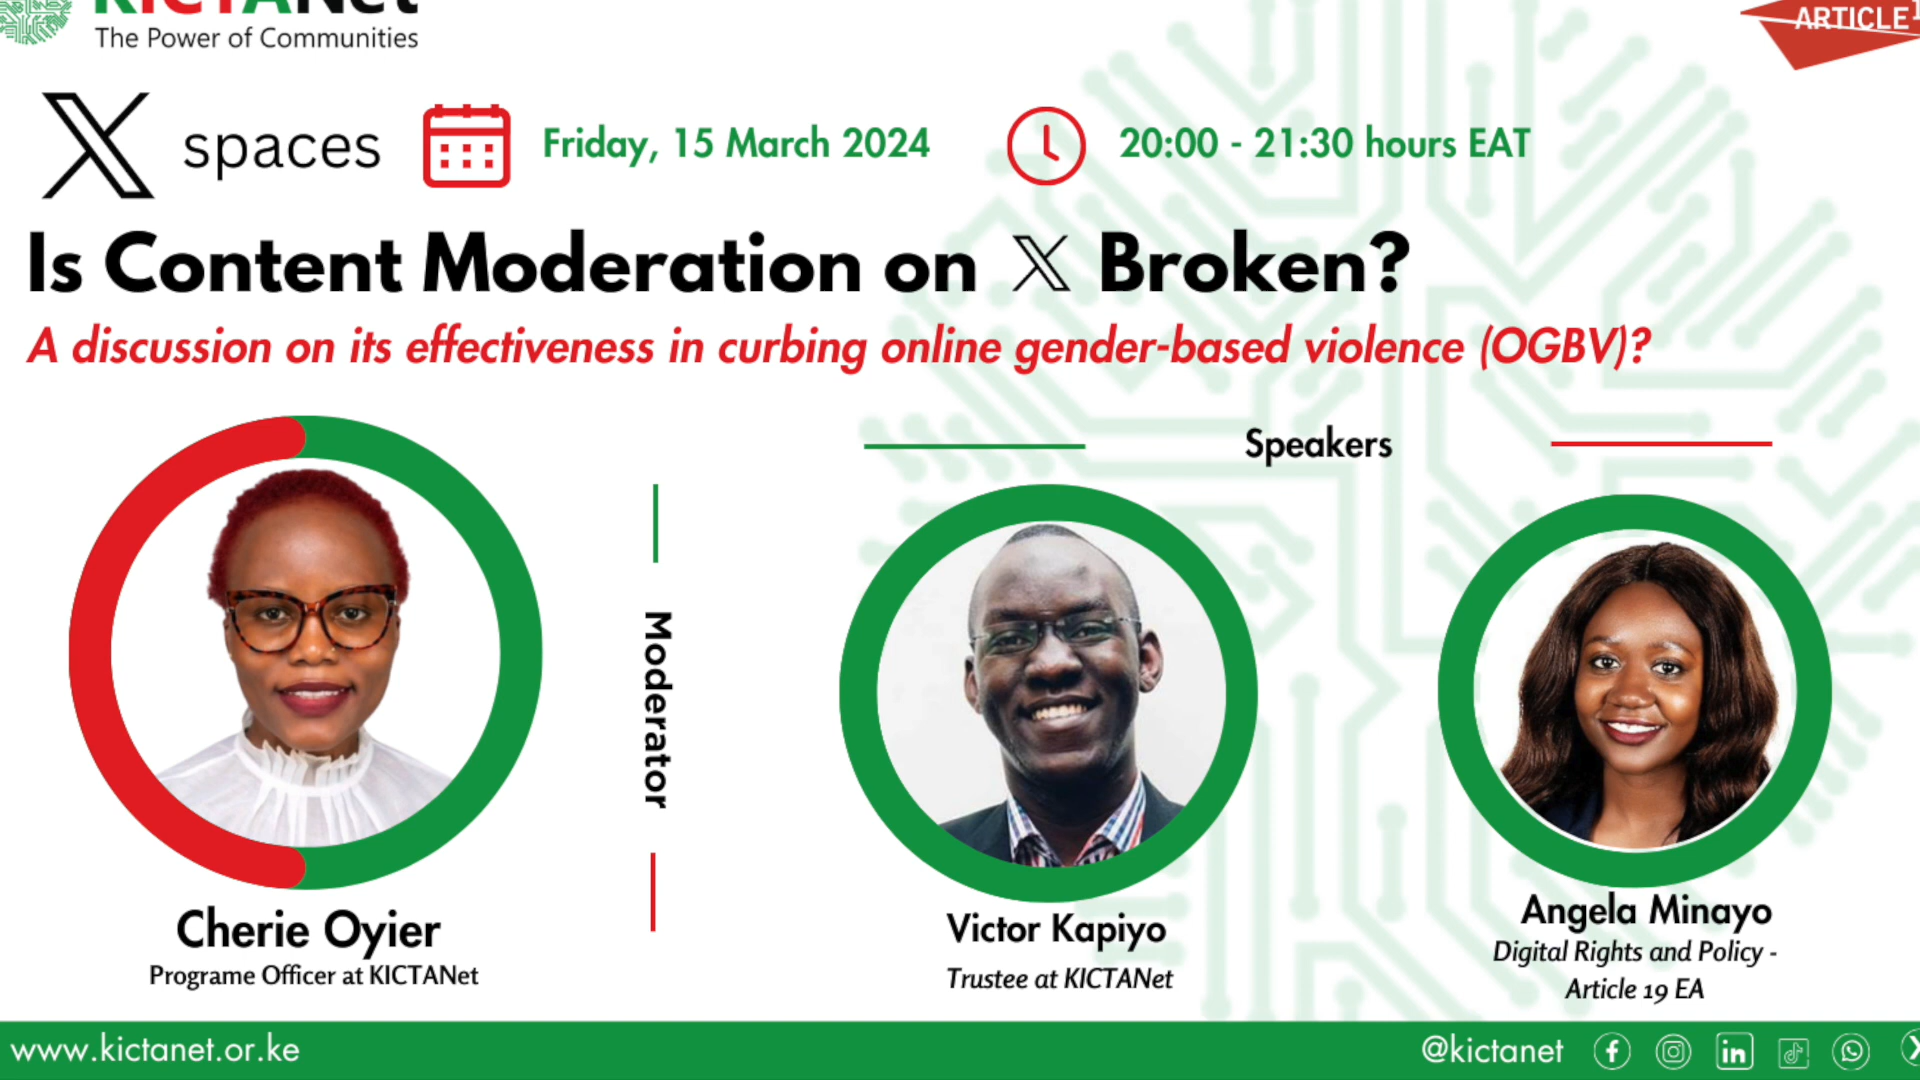 KICTANet
The Power of Communities
ARTICLE
X spaces
Friday, 15 March 2024
20:00 - 21:30 hours EAT
Is Content Moderation on X Broken?
A discussion on its effectiveness in curbing online gender-based violence (OGBV)?
Speakers
Moderator
Cherie Oyier
Programe Officer at KICTANet
Victor Kapiyo
Trustee at KICTANet
Angela Minayo
Digital Rights and Policy -
Article 19 EA
www.kictanet.or.ke
@kictanet